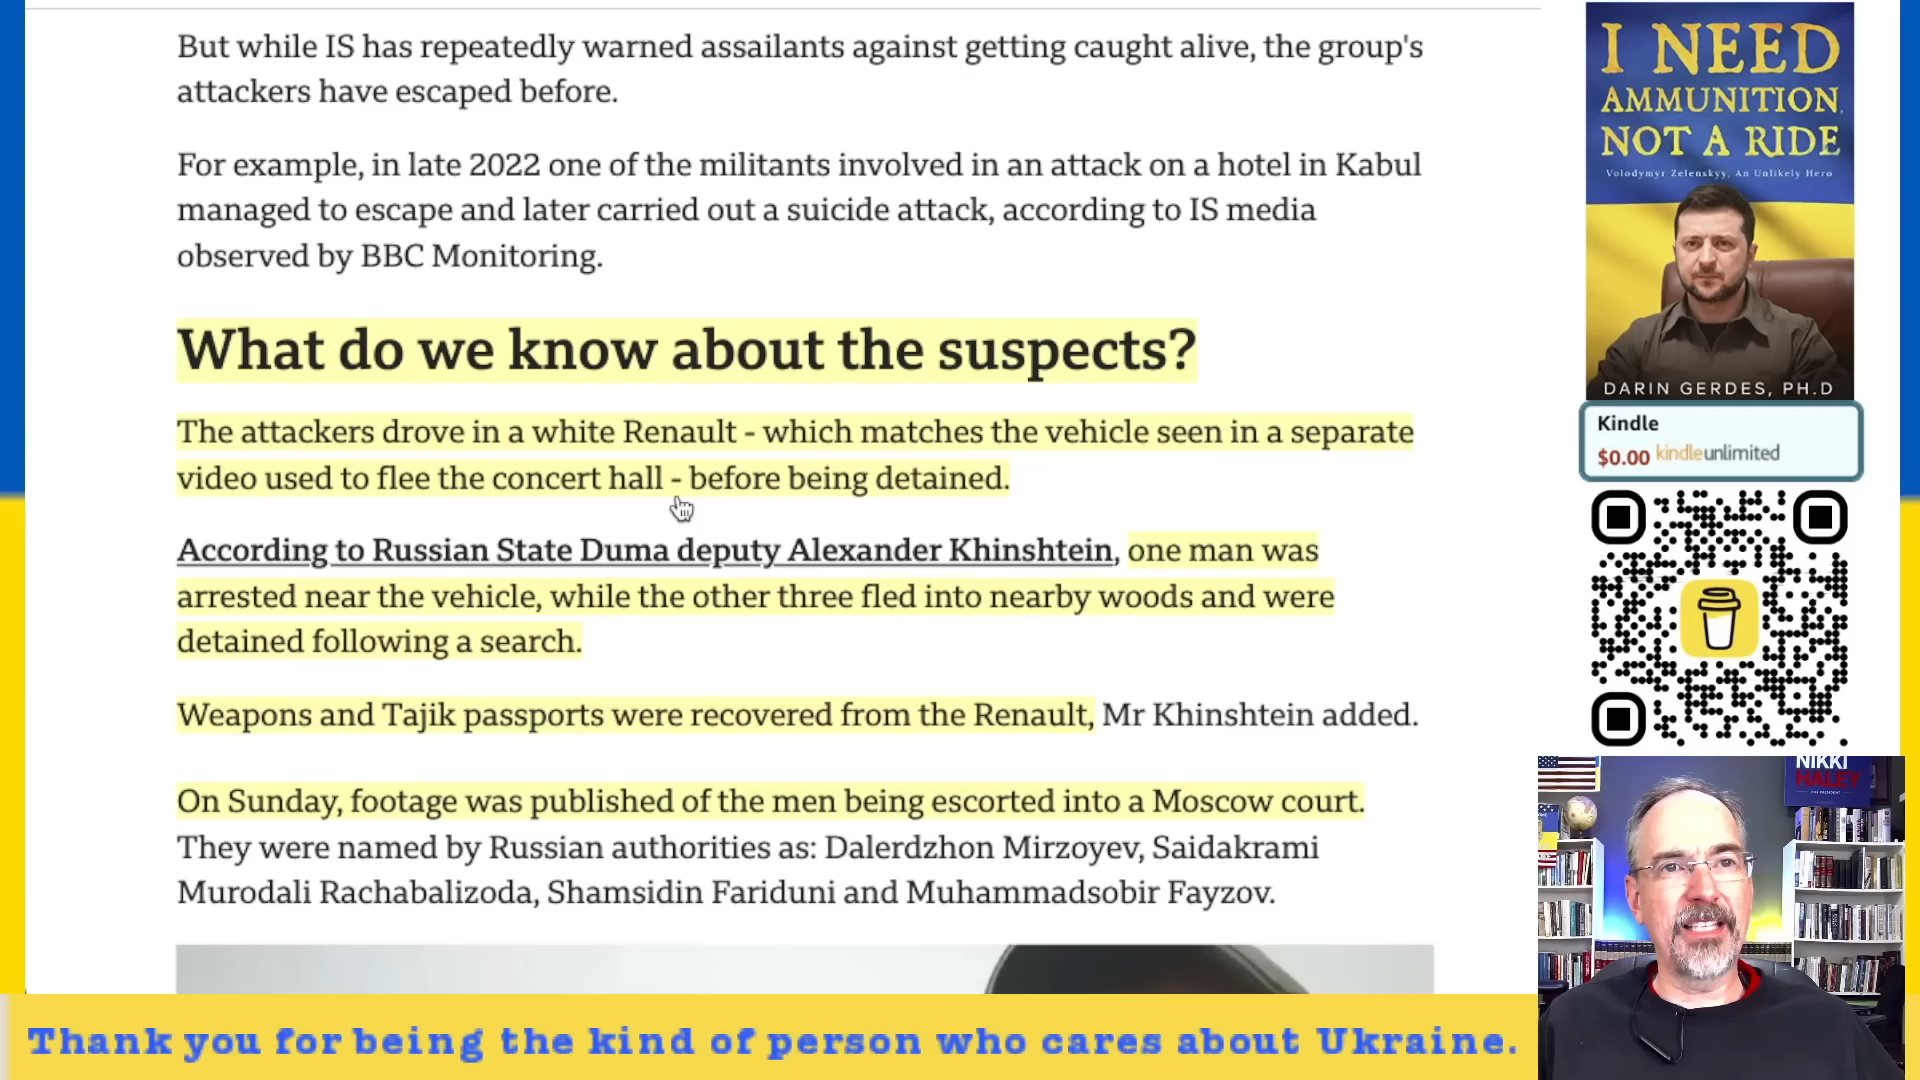 But while IS has repeatedly warned assailants against getting caught alive, the group's
attackers have escaped before.
For example, in late 2022 one of the militants involved in an attack on a hotel in Kabul
managed to escape and later carried out a suicide attack, according to IS media
observed by BBC Monitoring.
What do we know about the suspects?
The attackers drove in a white Renault - which matches the vehicle seen in a separate
video used to flee the concert hall - before being detained.
According to Russian State Duma deputy Alexander Khinshtein, one man was
arrested near the vehicle, while the other three fled into nearby woods and were
detained following a search.
Weapons and Tajik passports were recovered from the Renault, Mr Khinshtein added.
On Sunday, footage was published of the men being escorted into a Moscow court.
They were named by Russian authorities as: Dalerdzhon Mirzoyev, Saidakrami
Murodali Rachabalizoda, Shamsidin Fariduni and Muhammadsobir Fayzov.
I NEED
AMMUNITION,
NOT A RIDE
Volodymyr Zelenskyy, An Unlikely Hero
DARIN GERDES, PH.D
Kindle
$0.00 kindleunlimited
NIKKI
HALEY
Thank you for being the kind of person who cares about Ukraine.